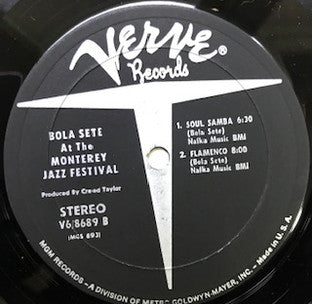 Verve®
Records
BOLA SETE
At The
MONTEREY
JAZZ FESTIVAL
Produced By Creed Taylor
STEREO
V6/8689 B
(MGS 893)
1. SOUL SAMBA 6:30
(Bola Sete)
Nalka Music BMI
2. FLAMENCO 8:00
(Bola Sete)
Nalka Music BMI
MGM RECORDS - A DIVISION OF METRO-GOLDWYN-MAYER, INC. - Made in U.S.A.